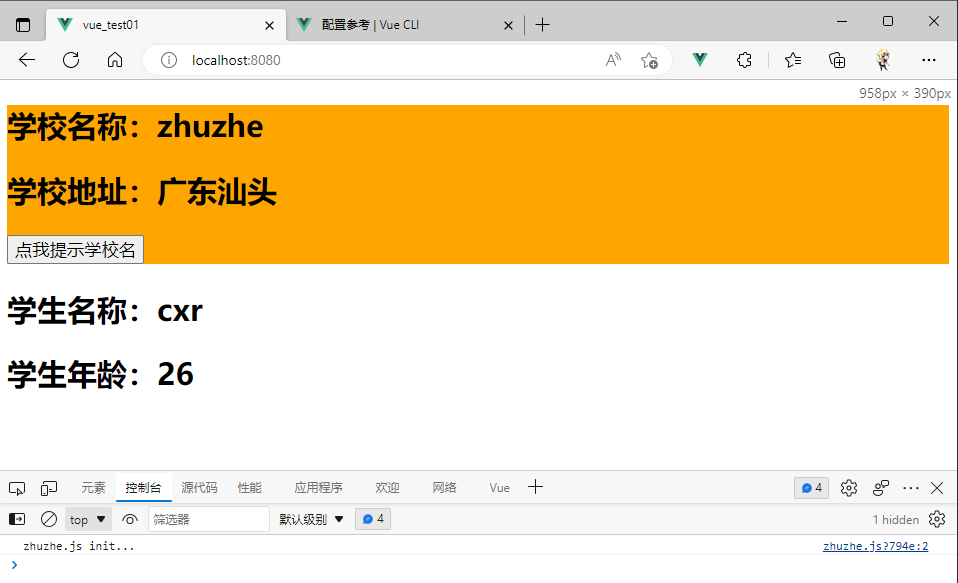 vue_test01
配置参考 | Vue CLI
localhost:8080
958px × 390px
学校名称：zhuzhe
学校地址：广东汕头
点我提示学校名
学生名称：cxr
学生年龄：26
元素 控制台 源代码 性能 应用程序 欢迎 网络 Vue 4
top 筛选器 默认级别 4 1 hidden
zhuzhe.js init... zhuzhe.js?794e:2